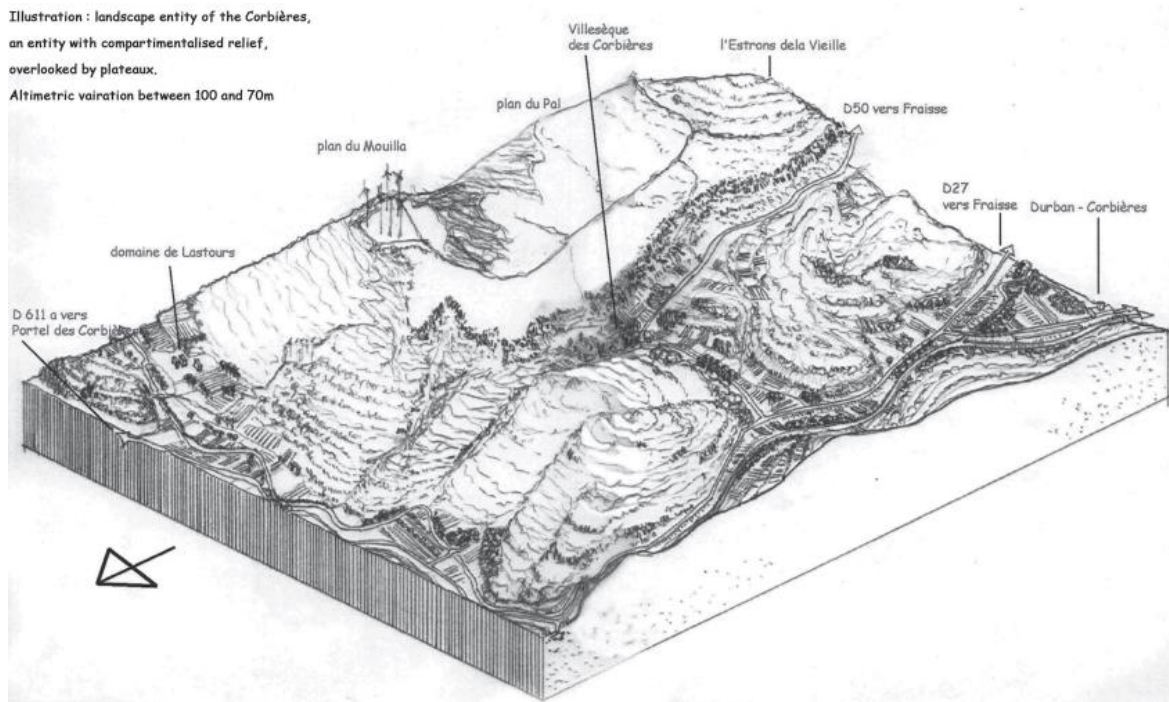 Illustration : landscape entity of the Corbières,
an entity with compartimentalised relief,
overlooked by plateaux.
Altimetric vairation between 100 and 70m
Villesèque
des Corbières
l'Estrons dela Vieille
plan du Pal
D50 vers Fraisse
plan du Mouilla
D27
vers Fraisse
Durban - Corbières
domaine de Lastours
D 611 a vers
Portel des Corbières